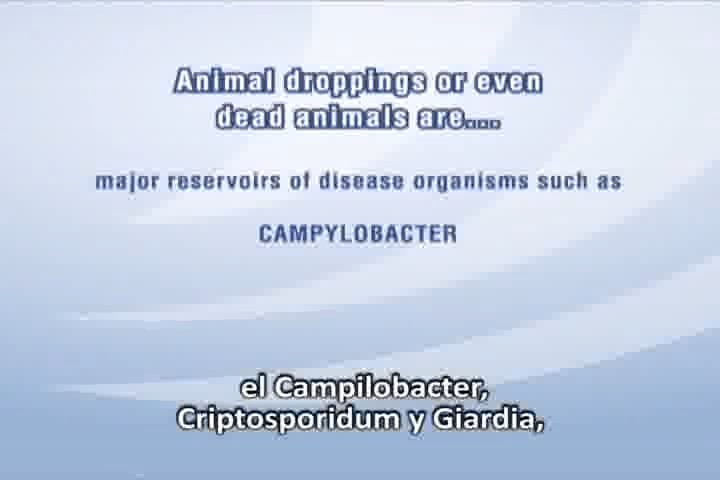 Animal droppings or even
dead animals are....
major reservoirs of disease organisms such as
CAMPYLOBACTER
el Campilobacter,
Criptosporidum y Giardia,